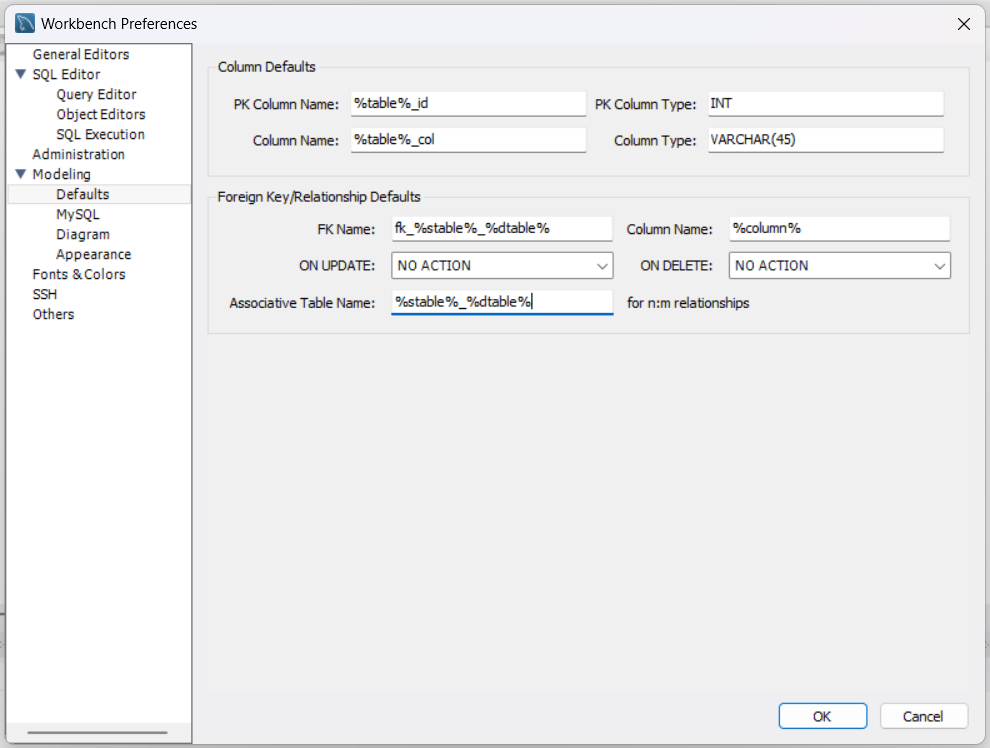 Workbench Preferences
General Editors
SQL Editor
Query Editor
Object Editors
SQL Execution
Administration
Modeling
Defaults
MySQL
Diagram
Appearance
Fonts & Colors
SSH
Others
Column Defaults
PK Column Name: %table%_id PK Column Type: INT
Column Name: %table%_col Column Type: VARCHAR(45)
Foreign Key/Relationship Defaults
FK Name: fk_%stable%_%dtable% Column Name: %column%
ON UPDATE: NO ACTION ON DELETE: NO ACTION
Associative Table Name: %stable%_%dtable% for n:m relationships
OK Cancel